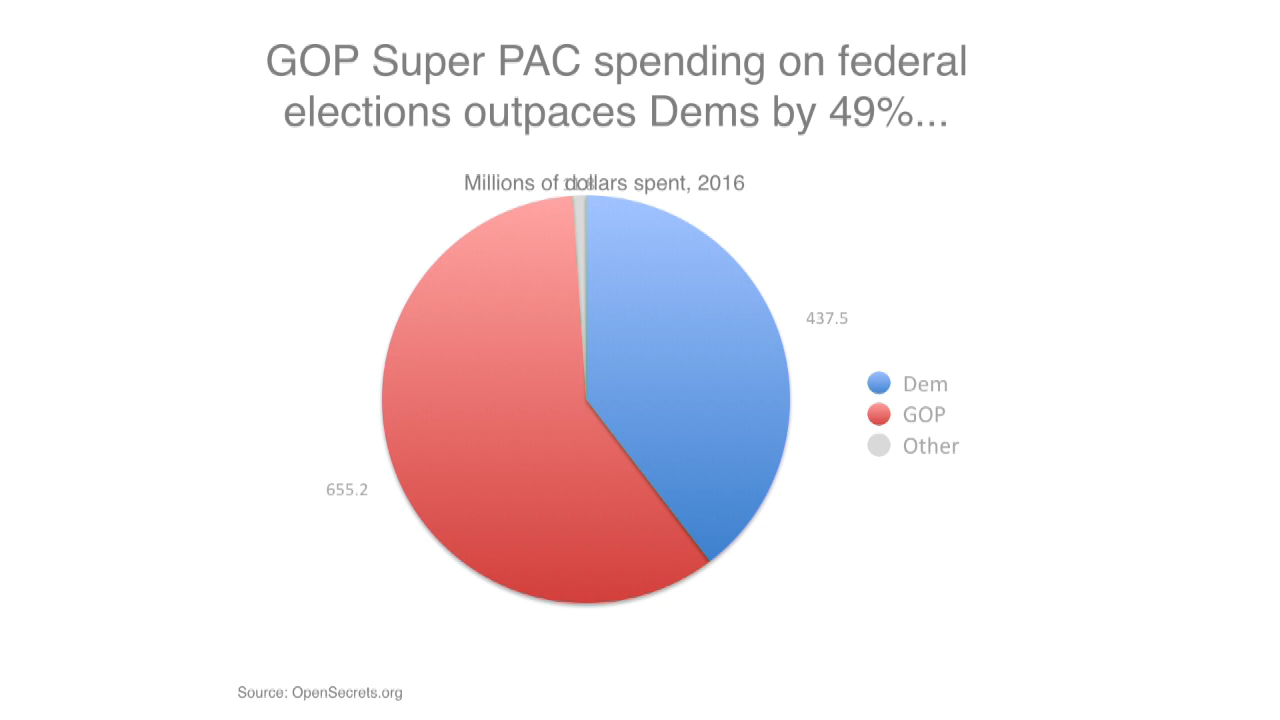 GOP Super PAC spending on federal
elections outpaces Dems by 49%...
Millions of dollars spent, 2016
437.5
Dem
GOP
Other
655.2
Source: OpenSecrets.org